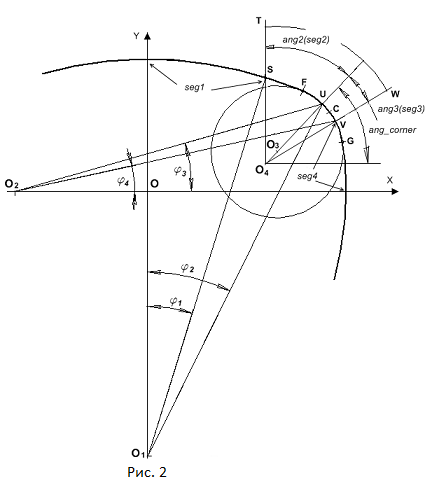 T
Y
ang2(seg2)
S
seg1
F
U
W
C
ang3(seg3)
V
ang_corner
G
O3
O4
φ3
φ4
seg4
O2
O
X
φ2
φ1
O1
Рис. 2